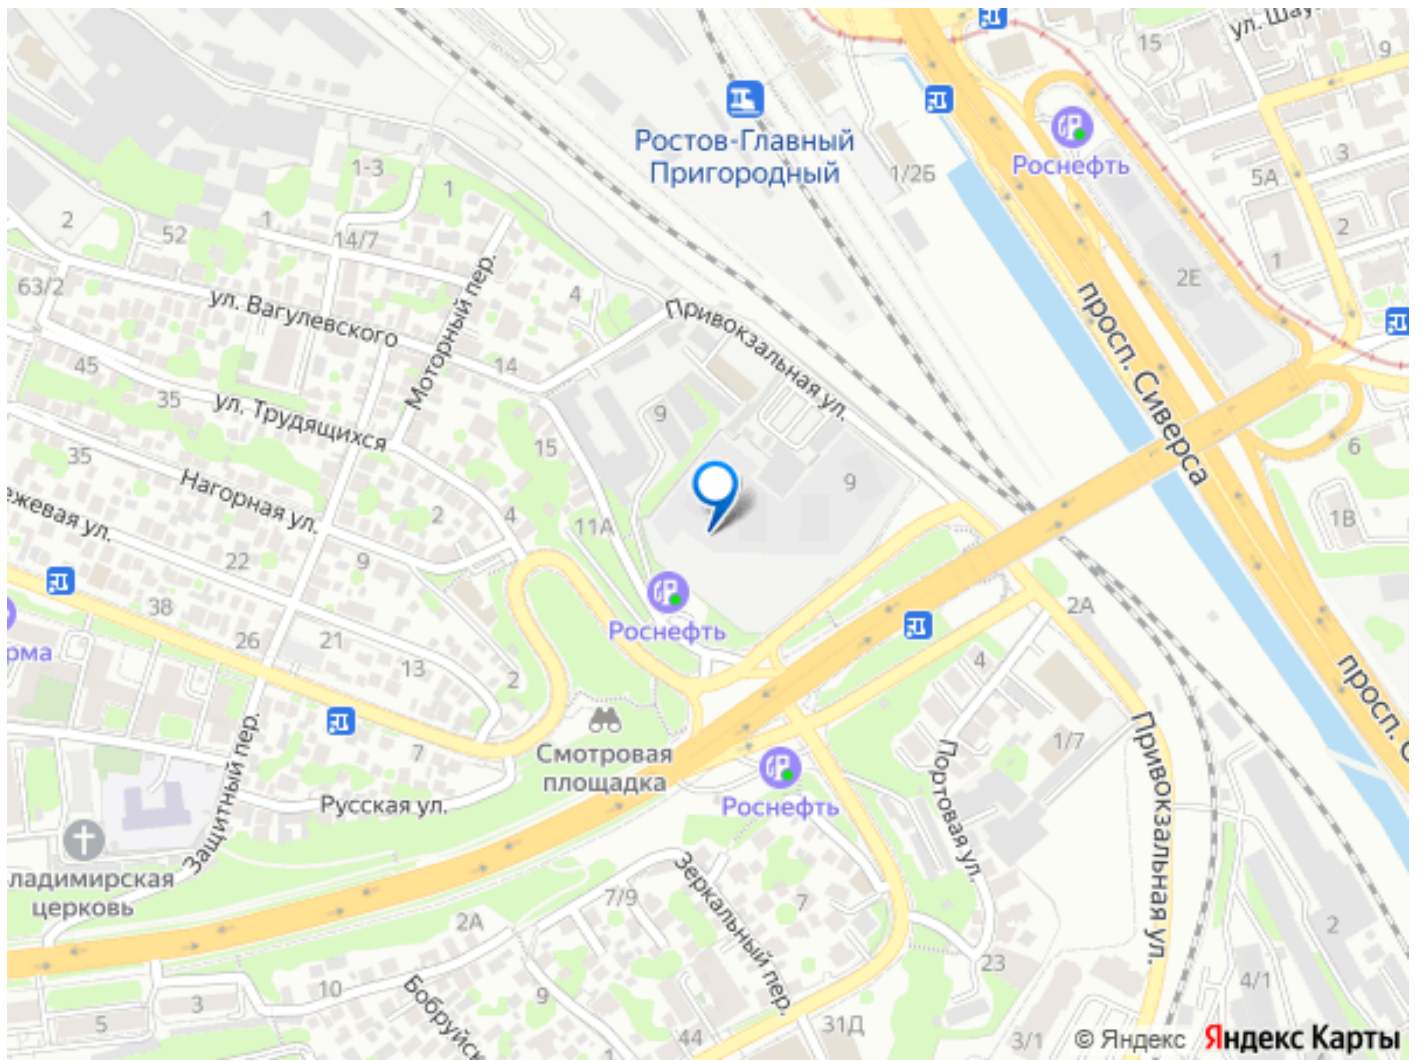 ул. Шау
15
9
Ростов-Главный
Пригородный
Роснефть
1/2Б
3
5А
1-3
1
2
1
52
14/7
2
1
2Е
63/2
4
ул. Вагулевского
Моторный пер.
Привокзальная ул.
просп. Сиверса
14
45
35
ул. Трудящихся
9
15
35
Нагорная ул.
9
6
ежевая ул.
2
4
11А
1В
22
9
38
Роснефть
2А
26
21
рма
13
2
4
просп. С
Защитный пер.
7
Смотровая
площадка
Портовая ул.
1/7
Привокзальная ул.
Русская ул.
Роснефть
ладимирская
церковь
7/9
Зеркальный пер.
7
2А
2
23
10
9
4/1
3
5
Бобруйск
44
31Д
3/1
© Яндекс Яндекс Карты